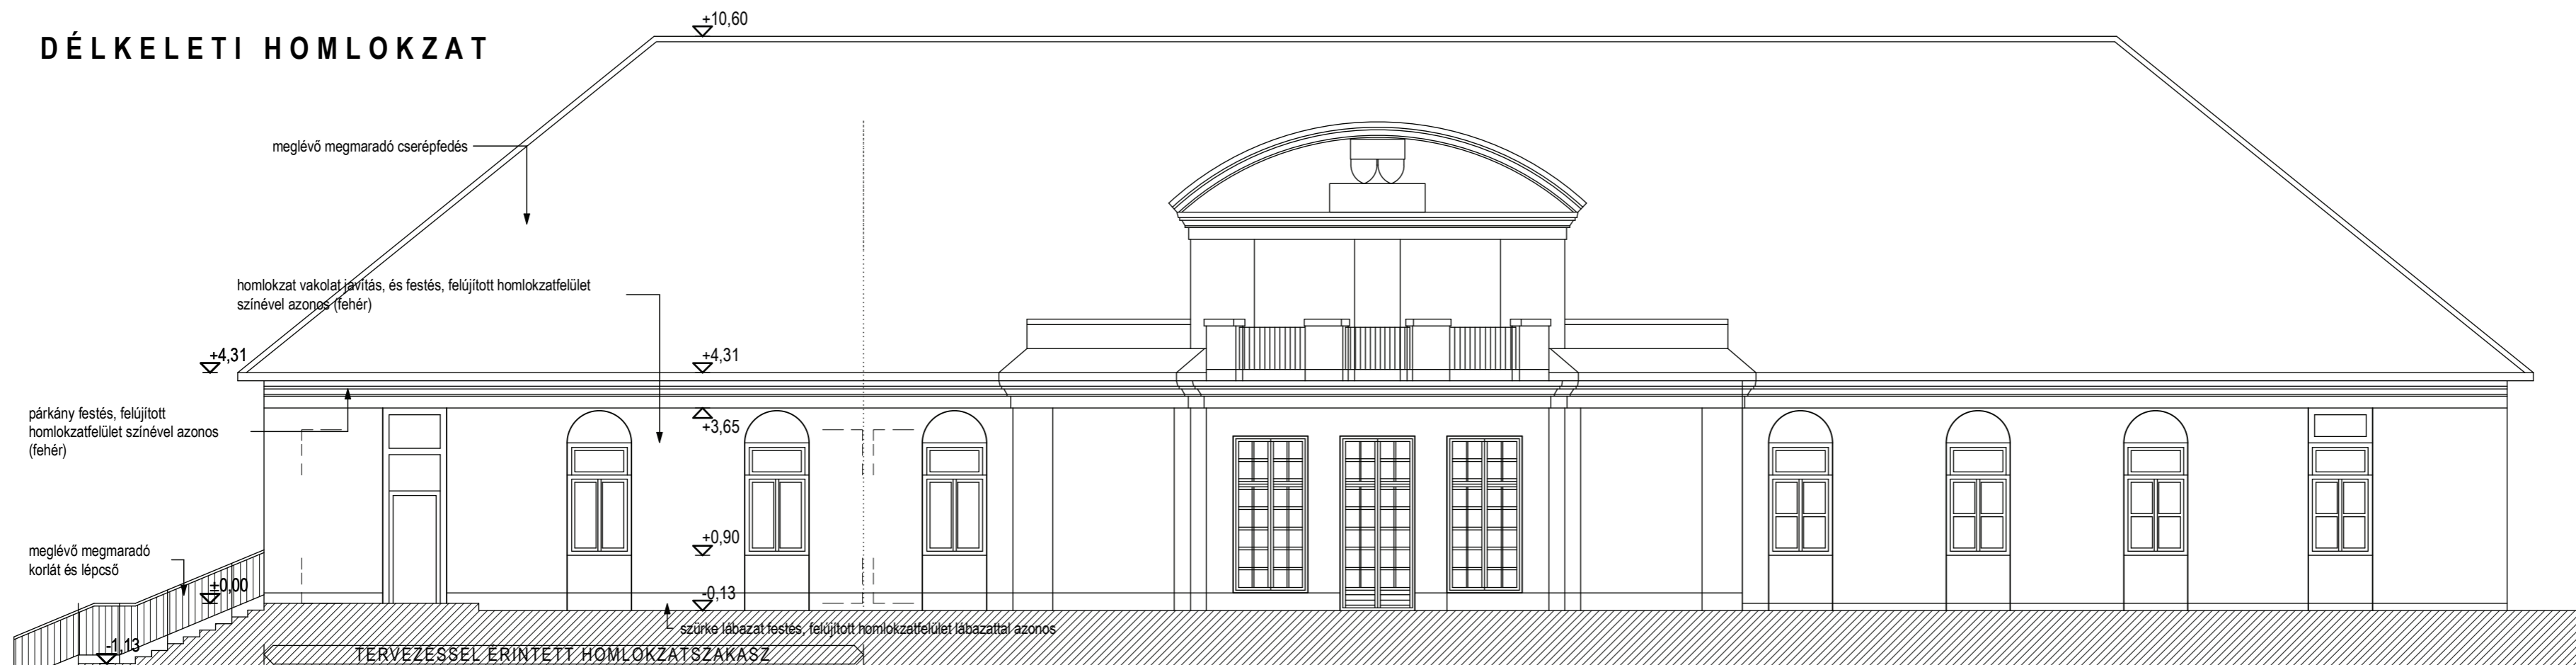 +10,60
DÉLKELETI HOMLOKZAT
meglévő megmaradó cserépfedés
homlokzat vakolat javítás, és festés, felújított homlokzatfelület
színével azonos (fehér)
+4,31
+4,31
párkány festés, felújított
homlokzatfelület színével azonos
(fehér)
+3,65
+0,90
meglévő megmaradó
korlát és lépcső
±0,00
-0,13
szürke lábazat festés, felújított homlokzatfelület lábazattal azonos
-1,13
TERVEZÉSSEL ÉRINTETT HOMLOKZATSZAKASZ